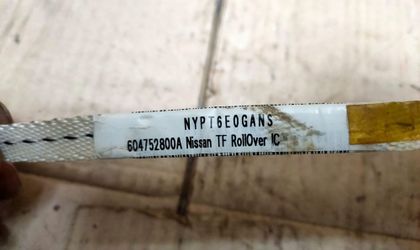 NYPT6E0GANS
604752800A Nissan TF RollOver IC